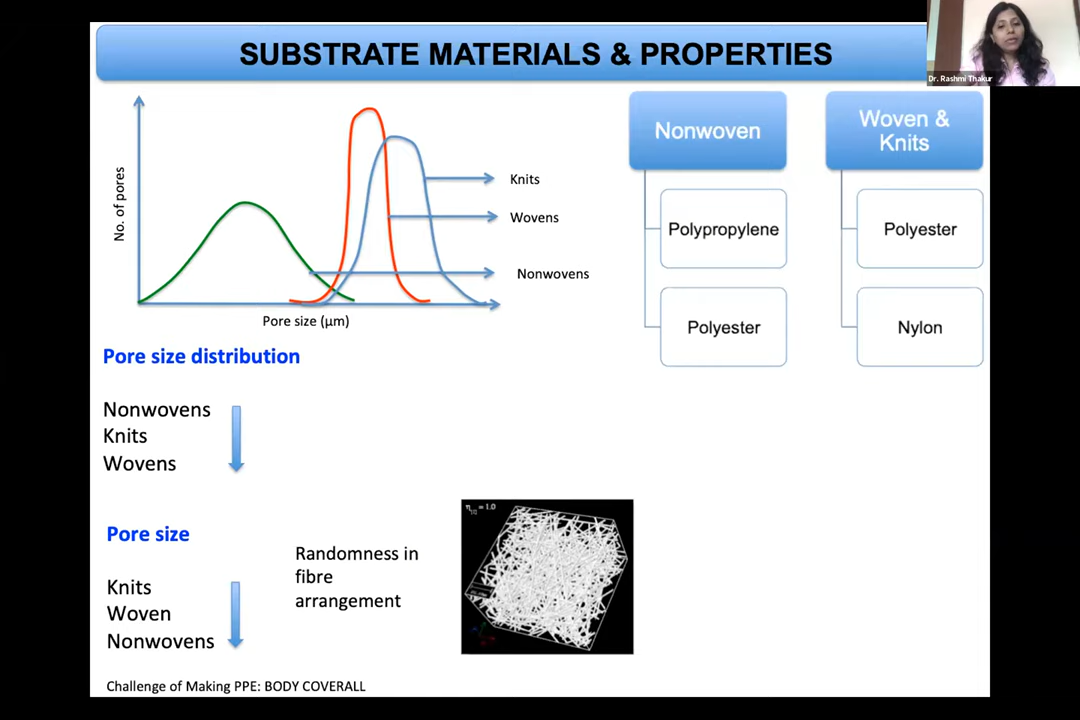 SUBSTRATE MATERIALS & PROPERTIES
Dr. Rashmi Thakur
No. of pores
Knits
Wovens
Nonwovens
Pore size (µm)
Nonwoven
Polypropylene
Polyester
Woven &
Knits
Polyester
Nylon
Pore size distribution
Nonwovens
Knits
Wovens
Pore size
Knits
Woven
Nonwovens
Randomness in
fibre
arrangement
Challenge of Making PPE: BODY COVERALL